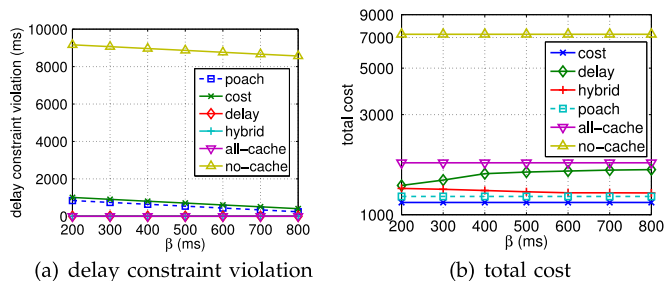 10000
8000
6000
4000
2000
0
delay constraint violation (ms)
poach
cost
delay
hybrid
all−cache
no−cache
200 300 400 500 600 700 800
β (ms)
(a) delay constraint violation
9000
7000
5000
3000
1000
total cost
cost
delay
hybrid
poach
all−cache
no−cache
200 300 400 500 600 700 800
β (ms)
(b) total cost